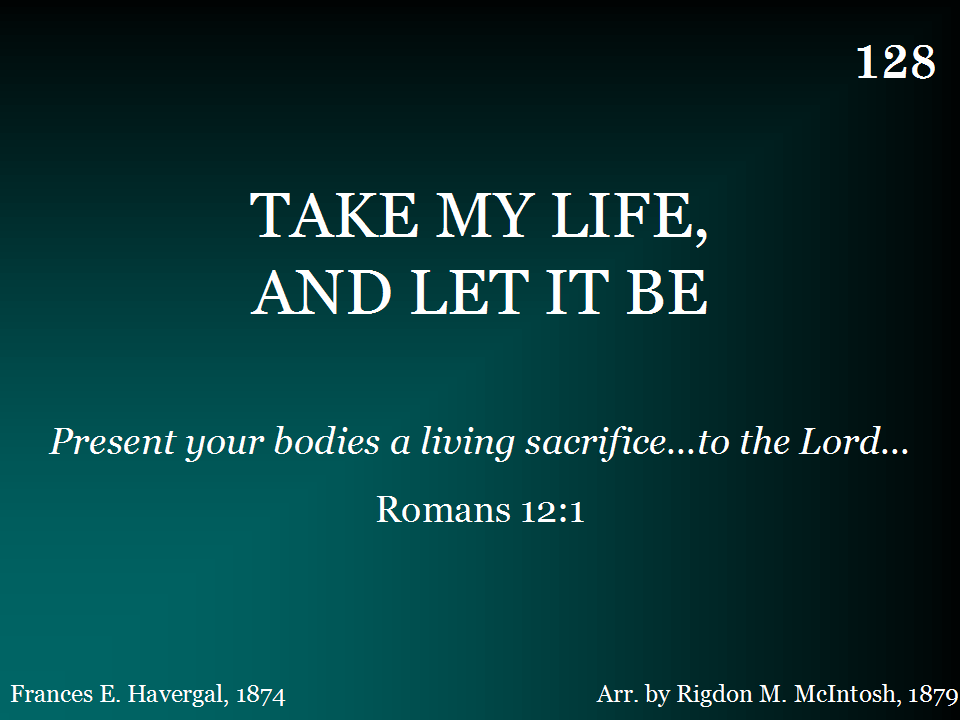 128
TAKE MY LIFE,
AND LET IT BE
Present your bodies a living sacrifice...to the Lord...
Romans 12:1
Frances E. Havergal, 1874
Arr. by Rigdon M. McIntosh, 1879